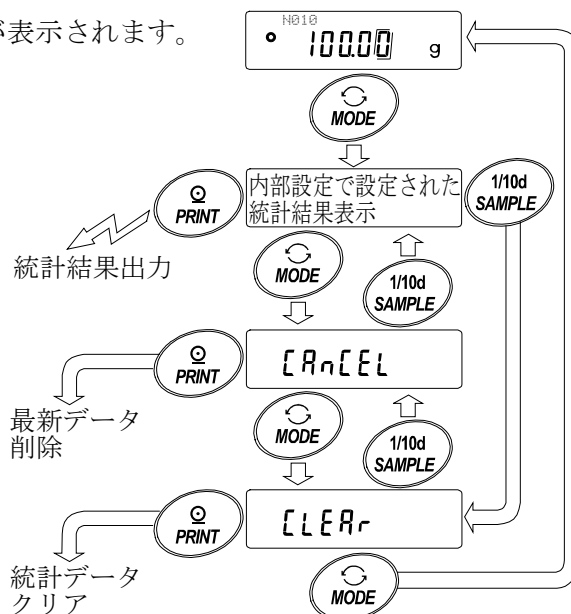 が表示されます。
N010
100.00 g
MODE
内部設定で設定された
統計結果表示
PRINT
1/10d
SAMPLE
統計結果出力
MODE
1/10d
SAMPLE
CAnCEL
PRINT
最新データ
削除
MODE
1/10d
SAMPLE
CLEAr
PRINT
統計データ
クリア
MODE